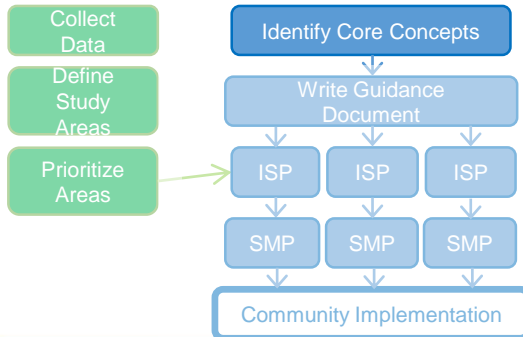 Collect
Data
Identify Core Concepts
Define
Study
Areas
Write Guidance
Document
Prioritize
Areas
ISP
ISP
ISP
SMP
SMP
SMP
Community Implementation